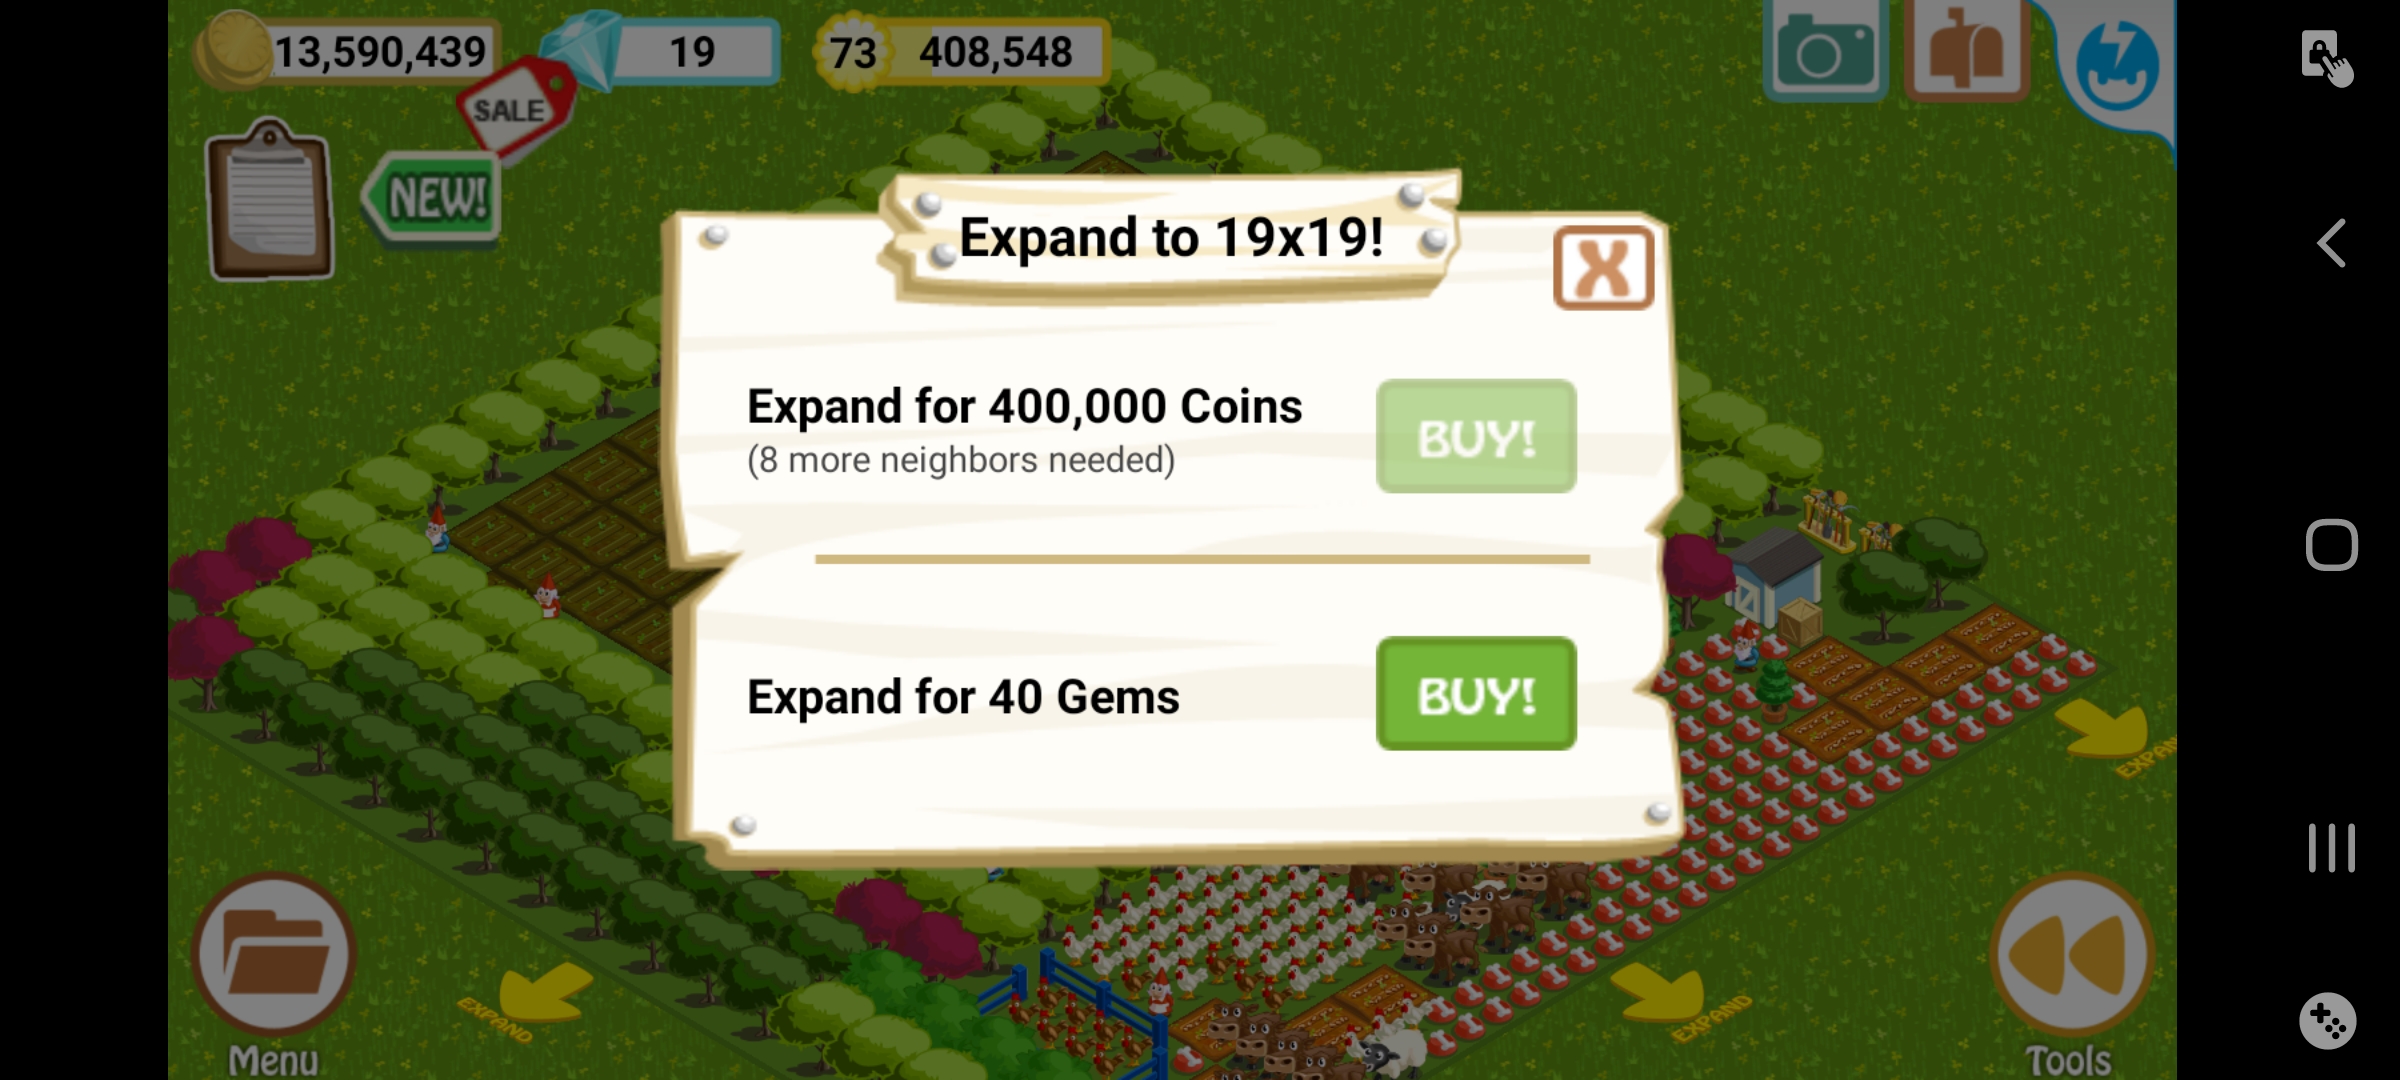 13,590,439
19
73
408,548
SALE
NEW!
Expand to 19x19!
X
Expand for 400,000 Coins
(8 more neighbors needed)
BUY!
Expand for 40 Gems
BUY!
EXPAND
EXPAND
EXPAN
Menu
Tools